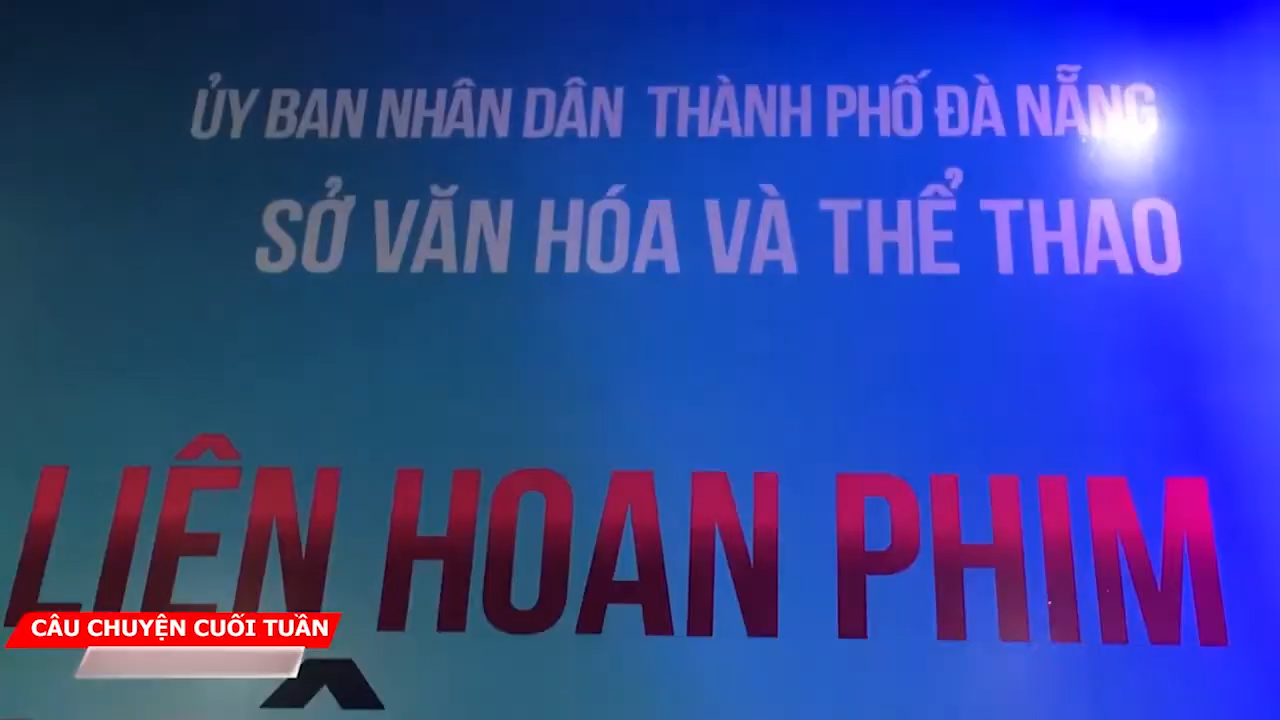 ỦY BAN NHÂN DÂN THÀNH PHỐ ĐÀ NẴNG
SỞ VĂN HÓA VÀ THỂ THAO
LIÊN HOAN PHIM
CÂU CHUYỆN CUỐI TUẦN